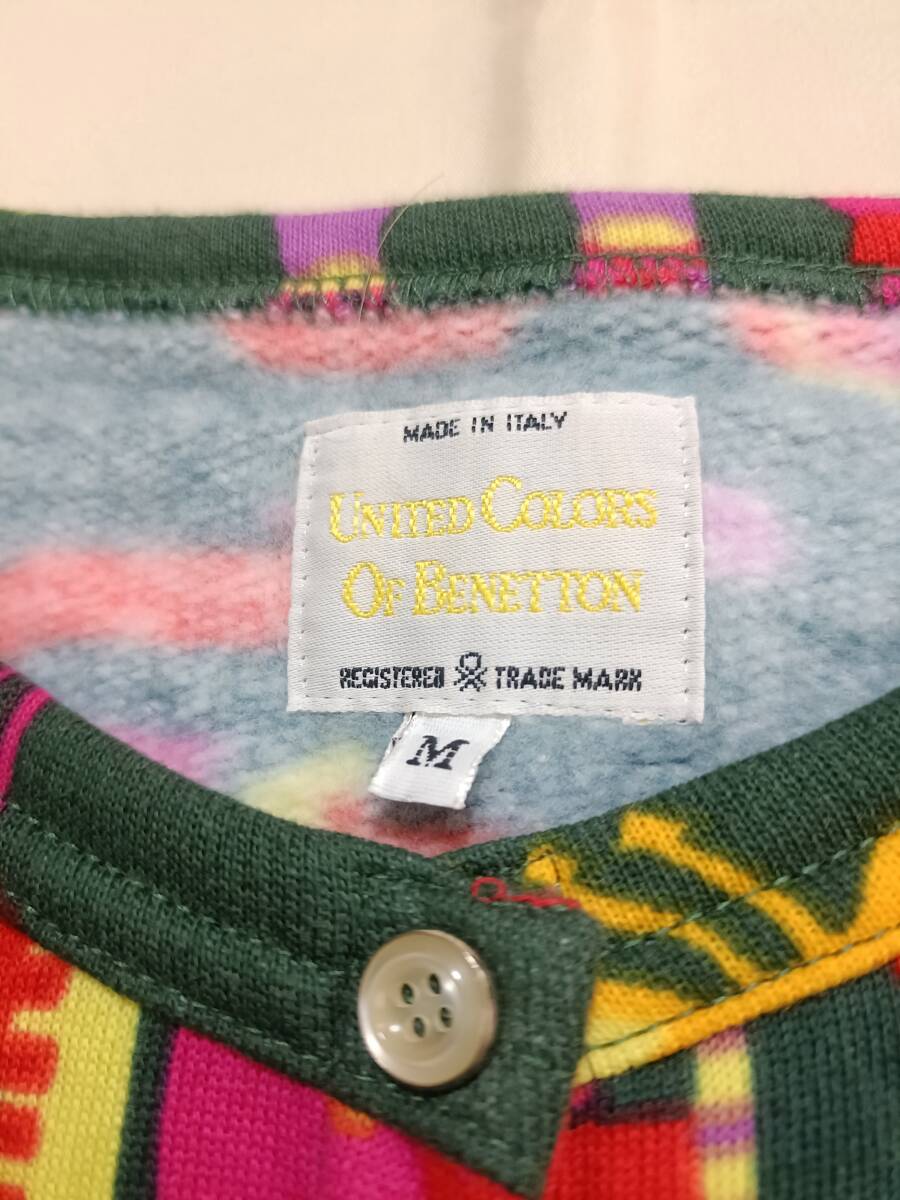 MADE IN ITALY
UNITED COLORS
OF BENETTON
REGISTERED TRADE MARK
M